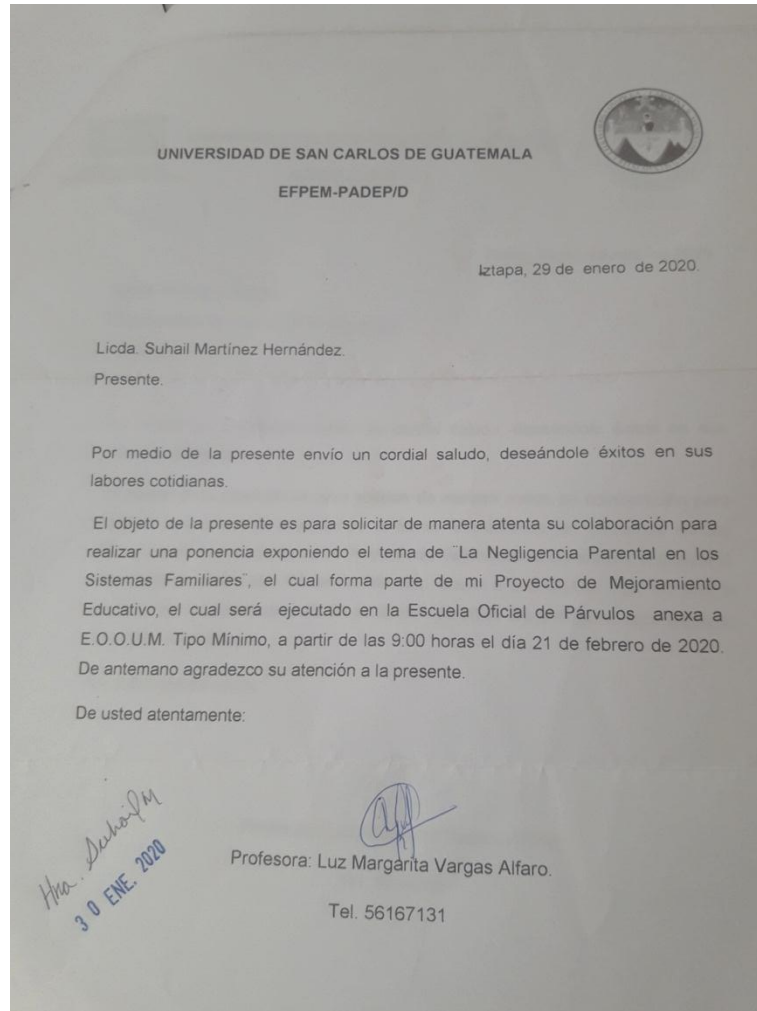 UNIVERSIDAD DE SAN CARLOS DE GUATEMALA
EFPEM-PADEP/D
Iztapa, 29 de enero de 2020.
Licda. Suhail Martínez Hernández.
Presente.
Por medio de la presente envío un cordial saludo, deseándole éxitos en sus
labores cotidianas.
El objeto de la presente es para solicitar de manera atenta su colaboración para
realizar una ponencia exponiendo el tema de ¨La Negligencia Parental en los
Sistemas Familiares¨, el cual forma parte de mi Proyecto de Mejoramiento
Educativo, el cual será ejecutado en la Escuela Oficial de Párvulos anexa a
E.O.O.U.M. Tipo Mínimo, a partir de las 9:00 horas el día 21 de febrero de 2020.
De antemano agradezco su atención a la presente.
De usted atentamente:
Hna. Suhail M
30 ENE. 2020
Profesora: Luz Margarita Vargas Alfaro.
Tel. 56167131